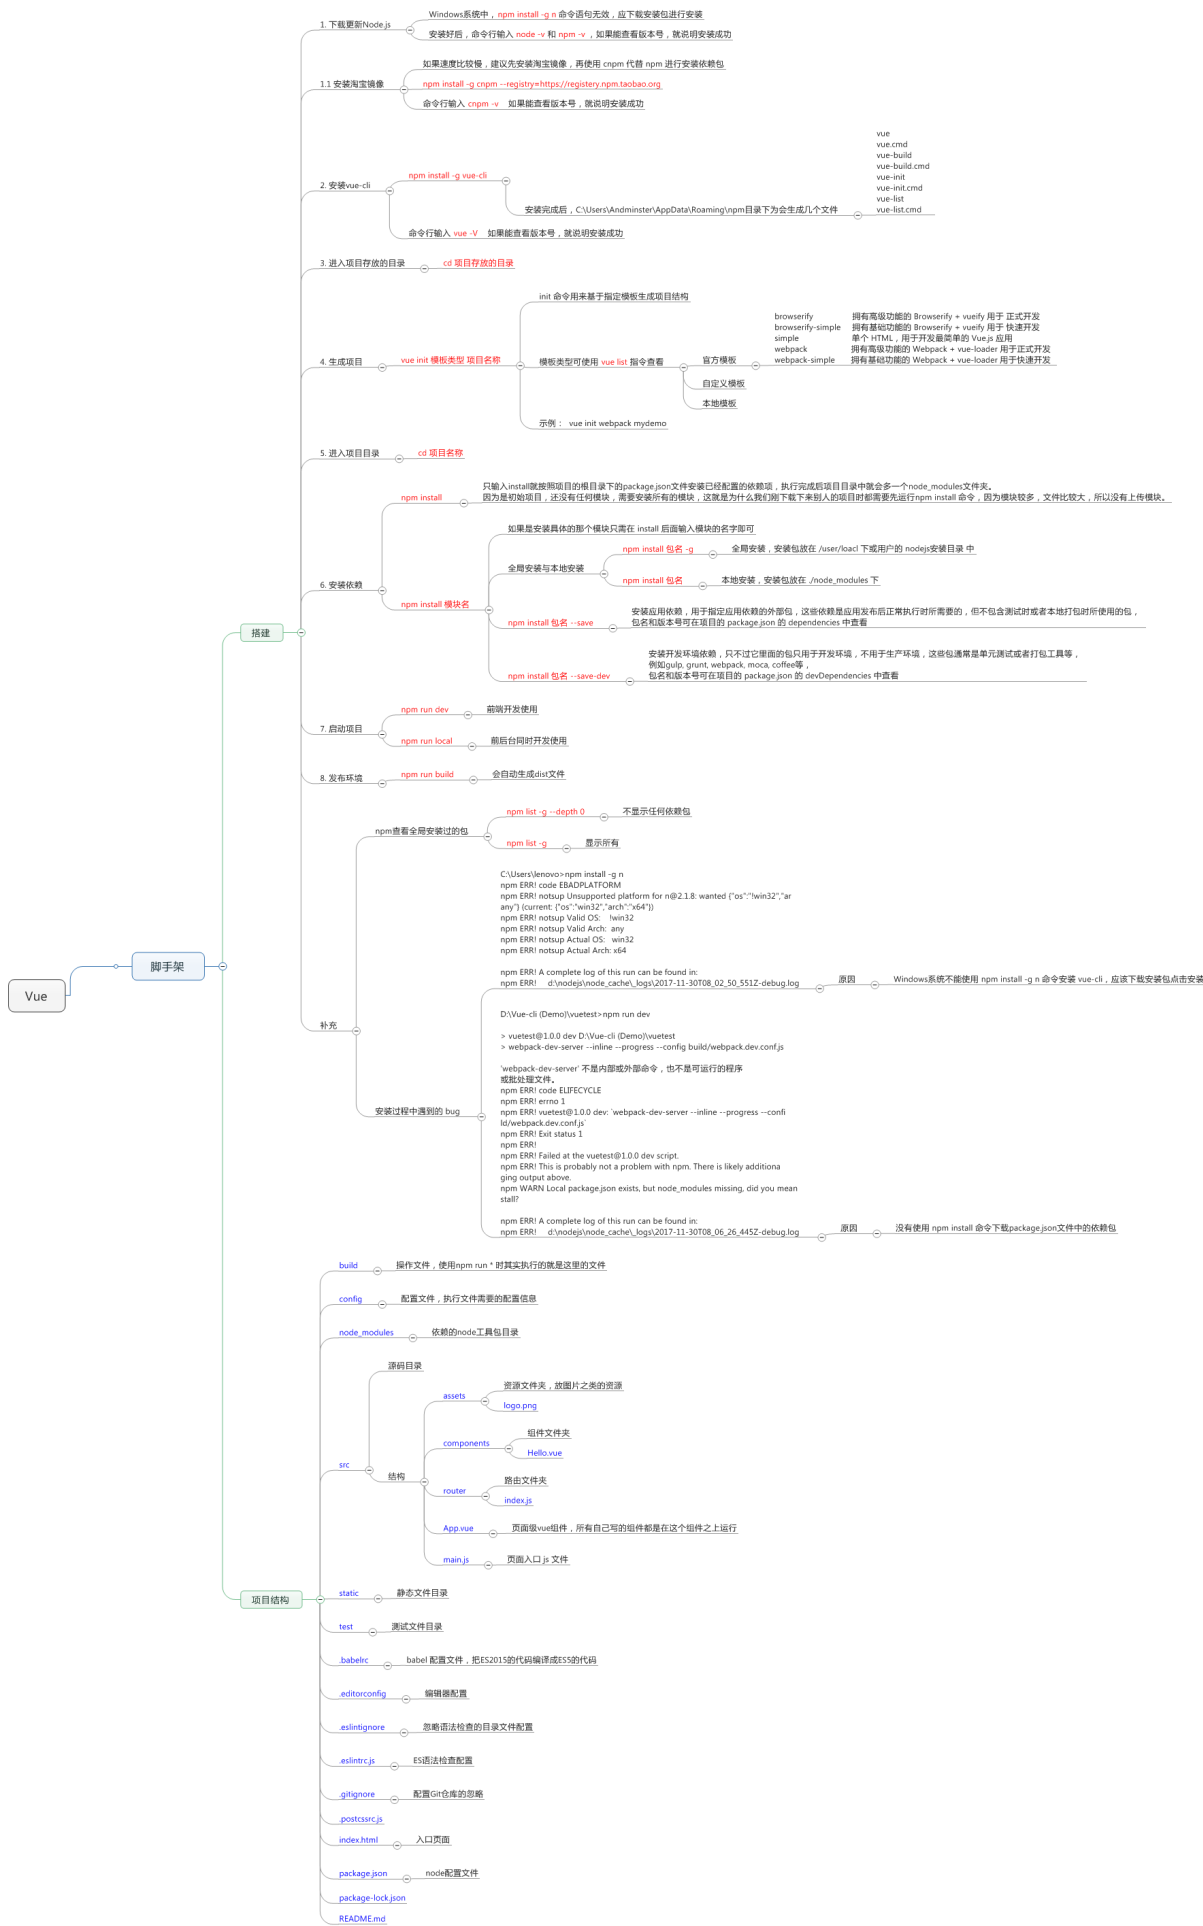 Vue
脚手架
搭建
1. 下载更新Node.js
Windows系统中，npm install -g n 命令语句无效，应下载安装包进行安装
安装好后，命令行输入 node -v 和 npm -v ，如果能查看版本号，就说明安装成功
1.1 安装淘宝镜像
如果速度比较慢，建议先安装淘宝镜像，再使用 cnpm 代替 npm 进行安装依赖包
npm install -g cnpm --registry=https://registery.npm.taobao.org
命令行输入 cnpm -v 如果能查看版本号，就说明安装成功
2. 安装vue-cli
npm install -g vue-cli
安装完成后，C:\Users\Andminster\AppData\Roaming\npm目录下为会生成几个文件
vue
vue.cmd
vue-build
vue-build.cmd
vue-init
vue-init.cmd
vue-list
vue-list.cmd
命令行输入 vue -V 如果能查看版本号，就说明安装成功
3. 进入项目存放的目录
cd 项目存放的目录
4. 生成项目
vue init 模板类型 项目名称
init 命令用来基于指定模板生成项目结构
模板类型可使用 vue list 指令查看
官方模板
browserify 拥有高级功能的 Browserify + vueify 用于 正式开发
browserify-simple 拥有基础功能的 Browserify + vueify 用于 快速开发
simple 单个 HTML，用于开发最简单的 Vue.js 应用
webpack 拥有高级功能的 Webpack + vue-loader 用于正式开发
webpack-simple 拥有基础功能的 Webpack + vue-loader 用于快速开发
自定义模板
本地模板
示例： vue init webpack mydemo
5. 进入项目目录
cd 项目名称
6. 安装依赖
npm install
只输入install就按照项目的根目录下的package.json文件安装已经配置的依赖项，执行完成后项目目录中就会多一个node_modules文件夹。
因为是初始项目，还没有任何模块，需要安装所有的模块，这就是为什么我们刚下载下来别人的项目时都需要先运行npm install 命令，因为模块较多，文件比较大，所以没有上传模块。
npm install 模块名
如果是安装具体的那个模块只需在 install 后面输入模块的名字即可
全局安装与本地安装
npm install 包名 -g
全局安装，安装包放在 /user/loacl 下或用户的 nodejs安装目录 中
npm install 包名
本地安装，安装包放在 ./node_modules 下
npm install 包名 --save
安装应用依赖，用于指定应用依赖的外部包，这些依赖是应用发布后正常执行时所需要的，但不包含测试时或者本地打包时所使用的包，
包名和版本号可在项目的 package.json 的 dependencies 中查看
npm install 包名 --save-dev
安装开发环境依赖，只不过它里面的包只用于开发环境，不用于生产环境，这些包通常是单元测试或者打包工具等，
例如gulp, grunt, webpack, moca, coffee等，
包名和版本号可在项目的 package.json 的 devDependencies 中查看
7. 启动项目
npm run dev
前端开发使用
npm run local
前后台同时开发使用
8. 发布环境
npm run build
会自动生成dist文件
补充
npm查看全局安装过的包
npm list -g --depth 0
不显示任何依赖包
npm list -g
显示所有
安装过程中遇到的 bug
C:\Users\lenovo>npm install -g n
npm ERR! code EBADPLATFORM
npm ERR! notsup Unsupported platform for n@2.1.8: wanted {"os":"!win32","ar
any"} (current: {"os":"win32","arch":"x64"})
npm ERR! notsup Valid OS: !win32
npm ERR! notsup Valid Arch: any
npm ERR! notsup Actual OS: win32
npm ERR! notsup Actual Arch: x64
npm ERR! A complete log of this run can be found in:
npm ERR! d:\nodejs\node_cache\_logs\2017-11-30T08_02_50_551Z-debug.log
原因
Windows系统不能使用 npm install -g n 命令安装 vue-cli，应该下载安装包点击安装
D:\Vue-cli (Demo)\vuetest>npm run dev
> vuetest@1.0.0 dev D:\Vue-cli (Demo)\vuetest
> webpack-dev-server --inline --progress --config build/webpack.dev.conf.js
'webpack-dev-server' 不是内部或外部命令，也不是可运行的程序
或批处理文件。
npm ERR! code ELIFECYCLE
npm ERR! errno 1
npm ERR! vuetest@1.0.0 dev: `webpack-dev-server --inline --progress --confi
ld/webpack.dev.conf.js`
npm ERR! Exit status 1
npm ERR!
npm ERR! Failed at the vuetest@1.0.0 dev script.
npm ERR! This is probably not a problem with npm. There is likely additiona
ging output above.
npm WARN Local package.json exists, but node_modules missing, did you mean
stall?
npm ERR! A complete log of this run can be found in:
npm ERR! d:\nodejs\node_cache\_logs\2017-11-30T08_06_26_445Z-debug.log
原因
没有使用 npm install 命令下载package.json文件中的依赖包
项目结构
build
操作文件，使用npm run * 时其实执行的就是这里的文件
config
配置文件，执行文件需要的配置信息
node_modules
依赖的node工具包目录
src
源码目录
结构
assets
资源文件夹，放图片之类的资源
logo.png
components
组件文件夹
Hello.vue
router
路由文件夹
index.js
App.vue
页面级vue组件，所有自己写的组件都是在这个组件之上运行
main.js
页面入口 js 文件
static
静态文件目录
test
测试文件目录
.babelrc
babel 配置文件，把ES2015的代码编译成ES5的代码
.editorconfig
编辑器配置
.eslintignore
忽略语法检查的目录文件配置
.eslintrc.js
ES语法检查配置
.gitignore
配置Git仓库的忽略
.postcssrc.js
index.html
入口页面
package.json
node配置文件
package-lock.json
README.md